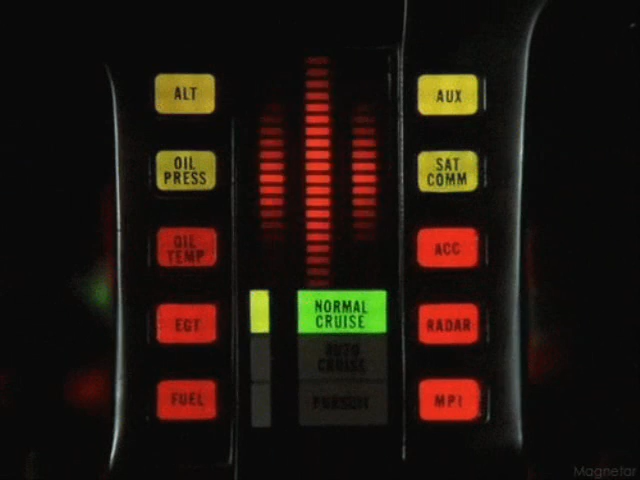 ALT
OIL
PRESS
OIL
TEMP
EGT
FUEL
NORMAL
CRUISE
AUTO
CRUISE
PURSUIT
AUX
SAT
COMM
ACC
RADAR
MPI
Magnetar